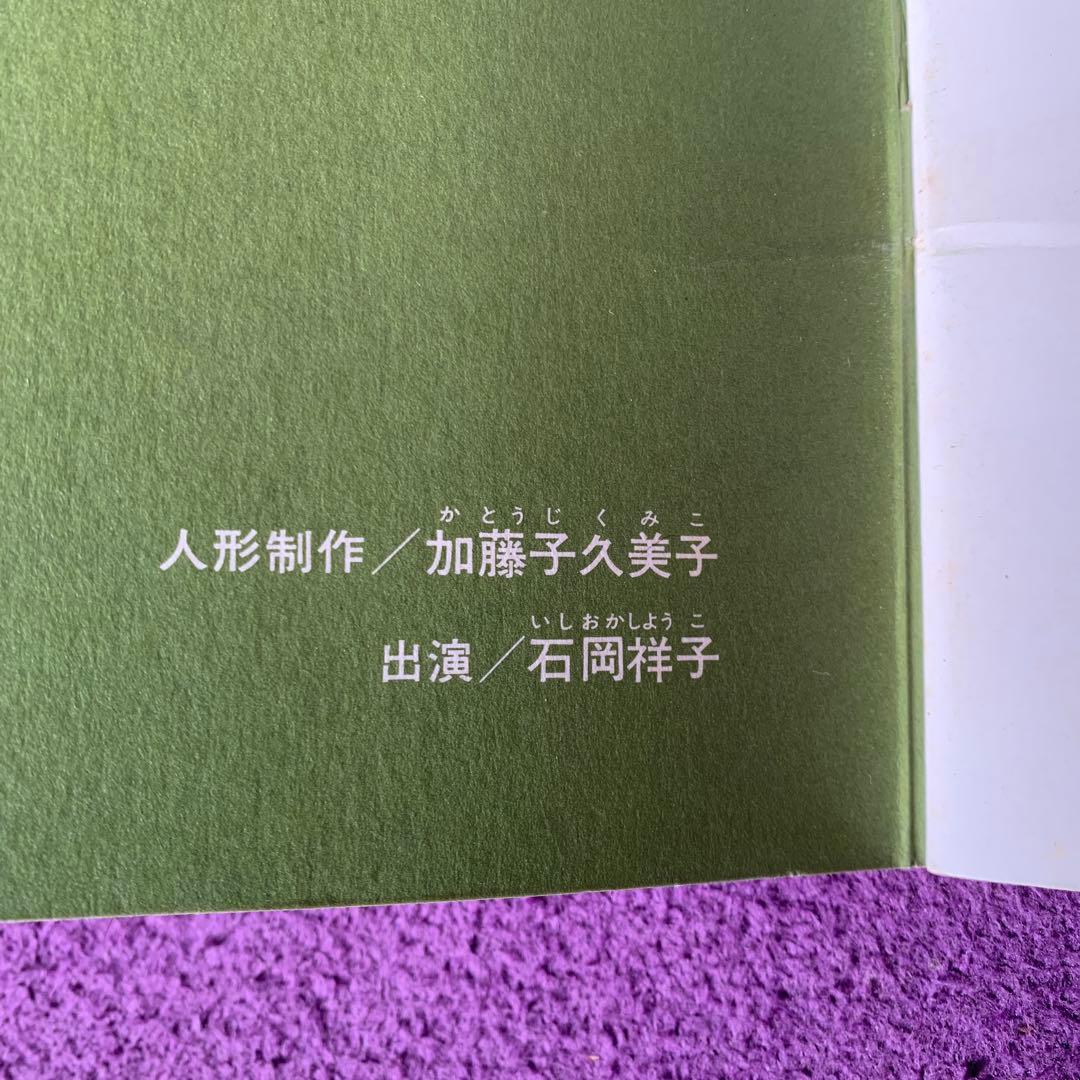 かとうじくみこ
人形制作／加藤子久美子
いしおかしようこ
出演／石岡祥子